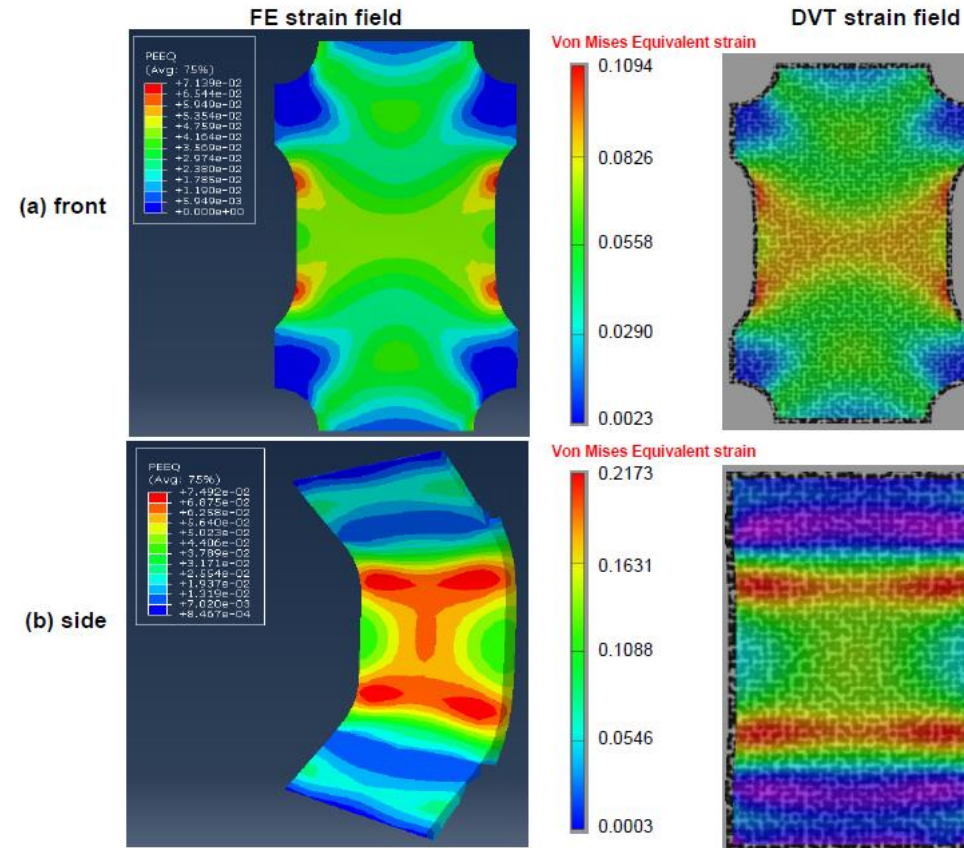 FE strain field
DVT strain field
(a) front
PEEQ
(Avg: 75%)
+7.139e-02
+6.544e-02
+5.949e-02
+5.354e-02
+4.759e-02
+4.164e-02
+3.569e-02
+2.974e-02
+2.380e-02
+1.785e-02
+1.190e-02
+5.949e-03
+0.000e+00
Von Mises Equivalent strain
0.1094
0.0826
0.0558
0.0290
0.0023
(b) side
PEEQ
(Avg: 75%)
+7.492e-02
+6.875e-02
+6.258e-02
+5.640e-02
+5.023e-02
+4.406e-02
+3.789e-02
+3.171e-02
+2.554e-02
+1.937e-02
+1.319e-02
+7.020e-03
+8.467e-04
Von Mises Equivalent strain
0.2173
0.1631
0.1088
0.0546
0.0003